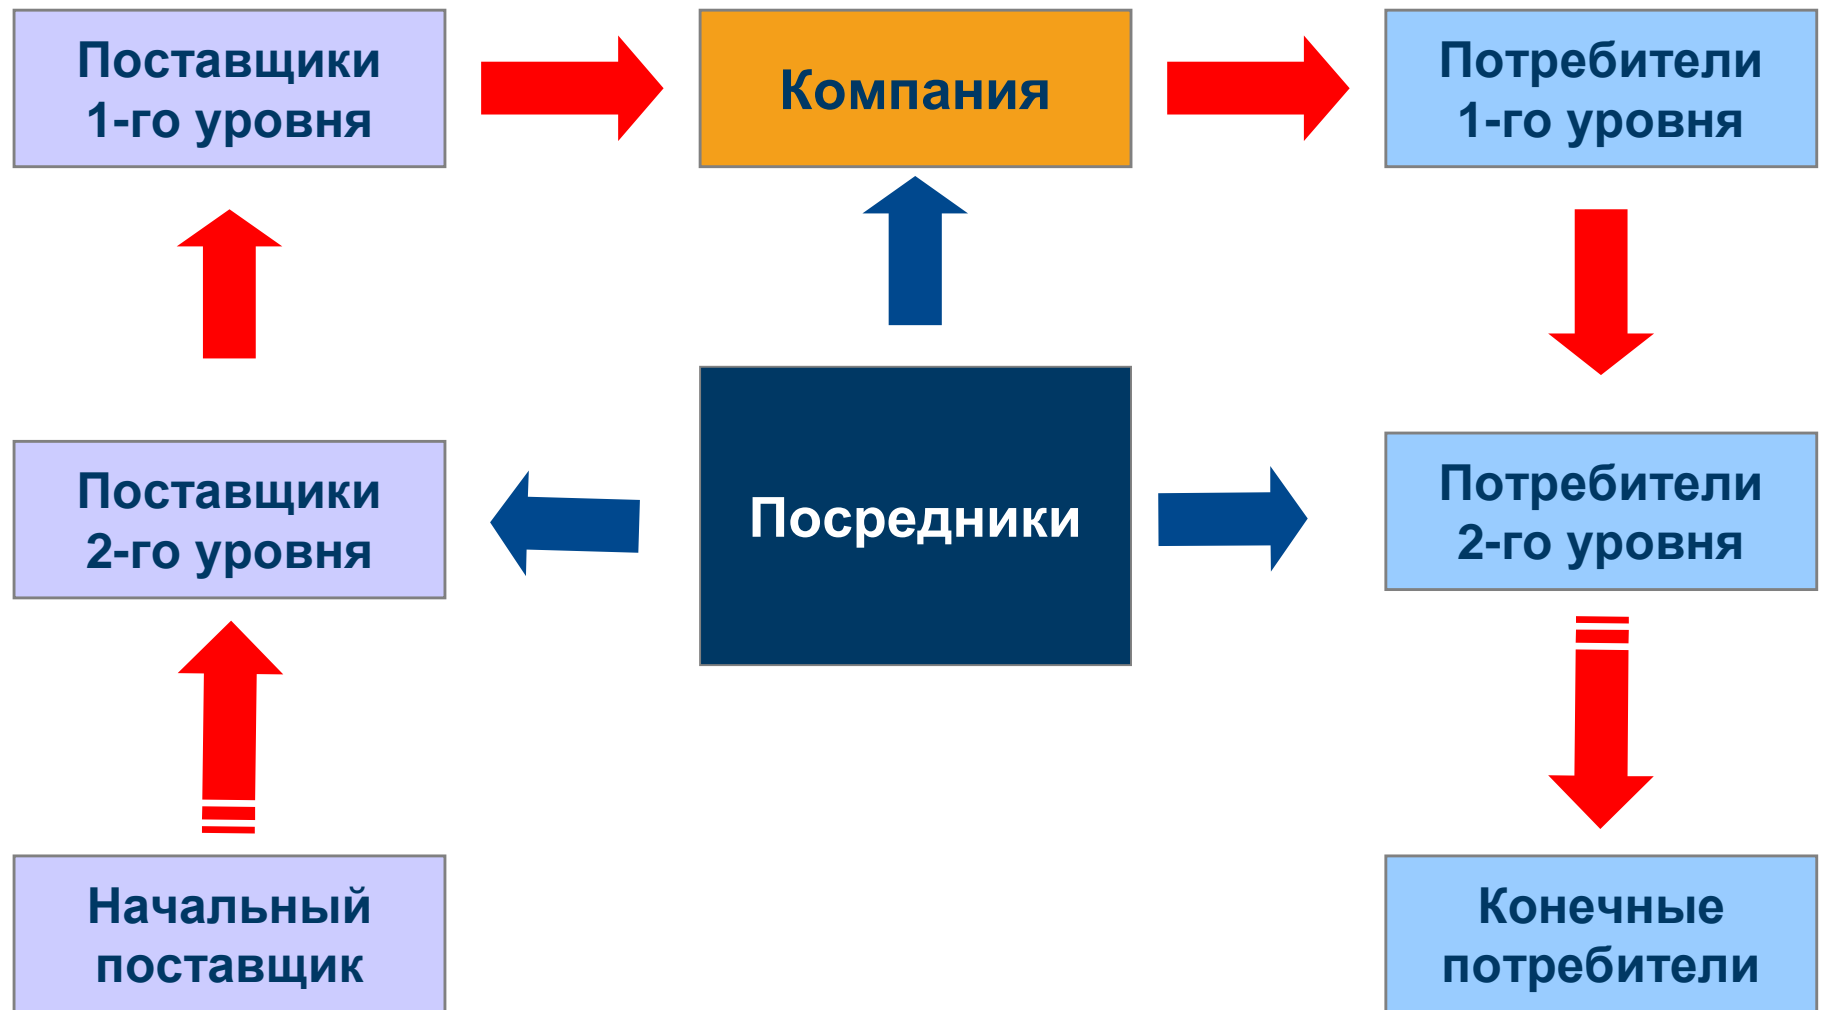 Поставщики
1-го уровня
Компания
Потребители
1-го уровня
Поставщики
2-го уровня
Посредники
Потребители
2-го уровня
Начальный
поставщик
Конечные
потребители